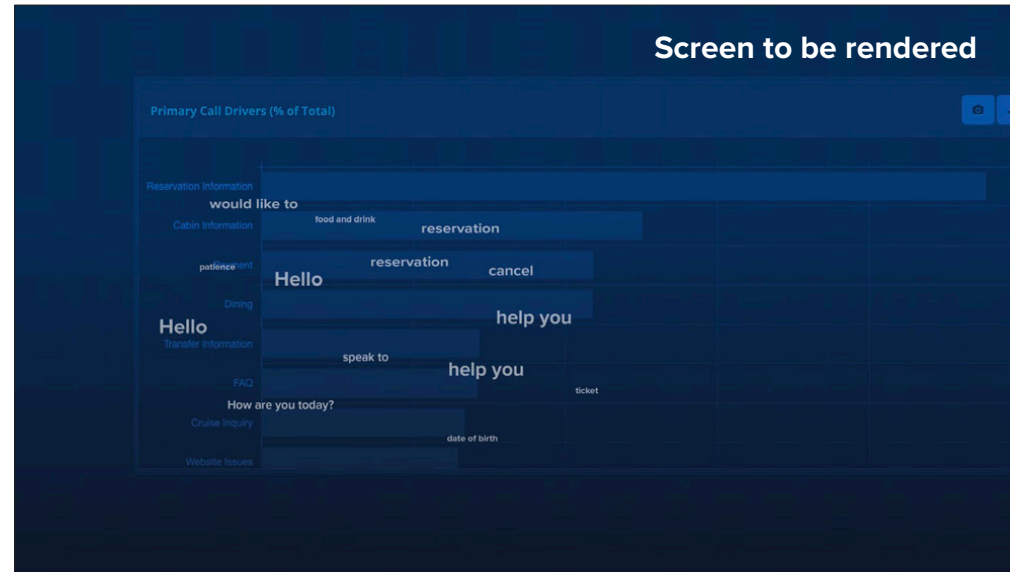 Screen to be rendered
Primary Call Drivers (% of Total)
Reservation Information
would like to
food and drink
Cabin Information
reservation
reservation
patience
Payment
cancel
Hello
Dining
help you
Hello
Transfer Information
speak to
help you
FAQ
ticket
How are you today?
Cruise Inquiry
date of birth
Website Issues